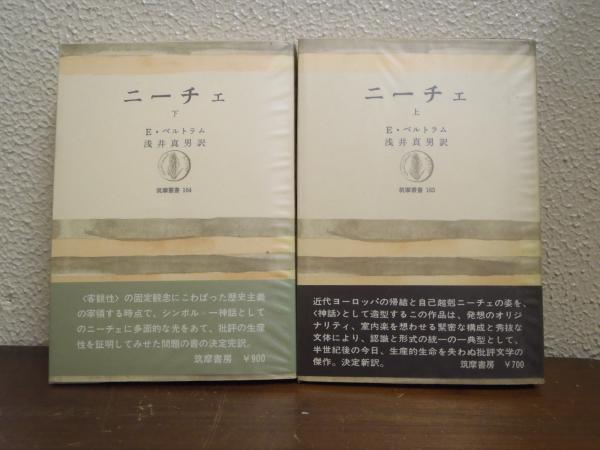 ニーチェ
下
E・ベルトラム
浅井真男訳
筑摩叢書 164
〈客観性〉の固定観念にこわばった歴史主義
の宰領する時点で、シンボル＝神話として
のニーチェに多面的な光をあて、批評の生産
性を証明してみせた問題の書の決定完訳。
筑摩書房 ¥900
ニーチェ
上
E・ベルトラム
浅井真男訳
筑摩叢書 163
近代ヨーロッパの帰結と自己超剋ニーチェの姿を、
〈神話〉として造型するこの作品は、発想のオリジ
ナリティ、室内楽を想わせる緊密な構成と秀抜な
文体により、認識と形式の統一の一典型として、
半世紀後の今日、生産的生命を失わぬ批評文学の
傑作。決定新訳。 筑摩書房 ¥700